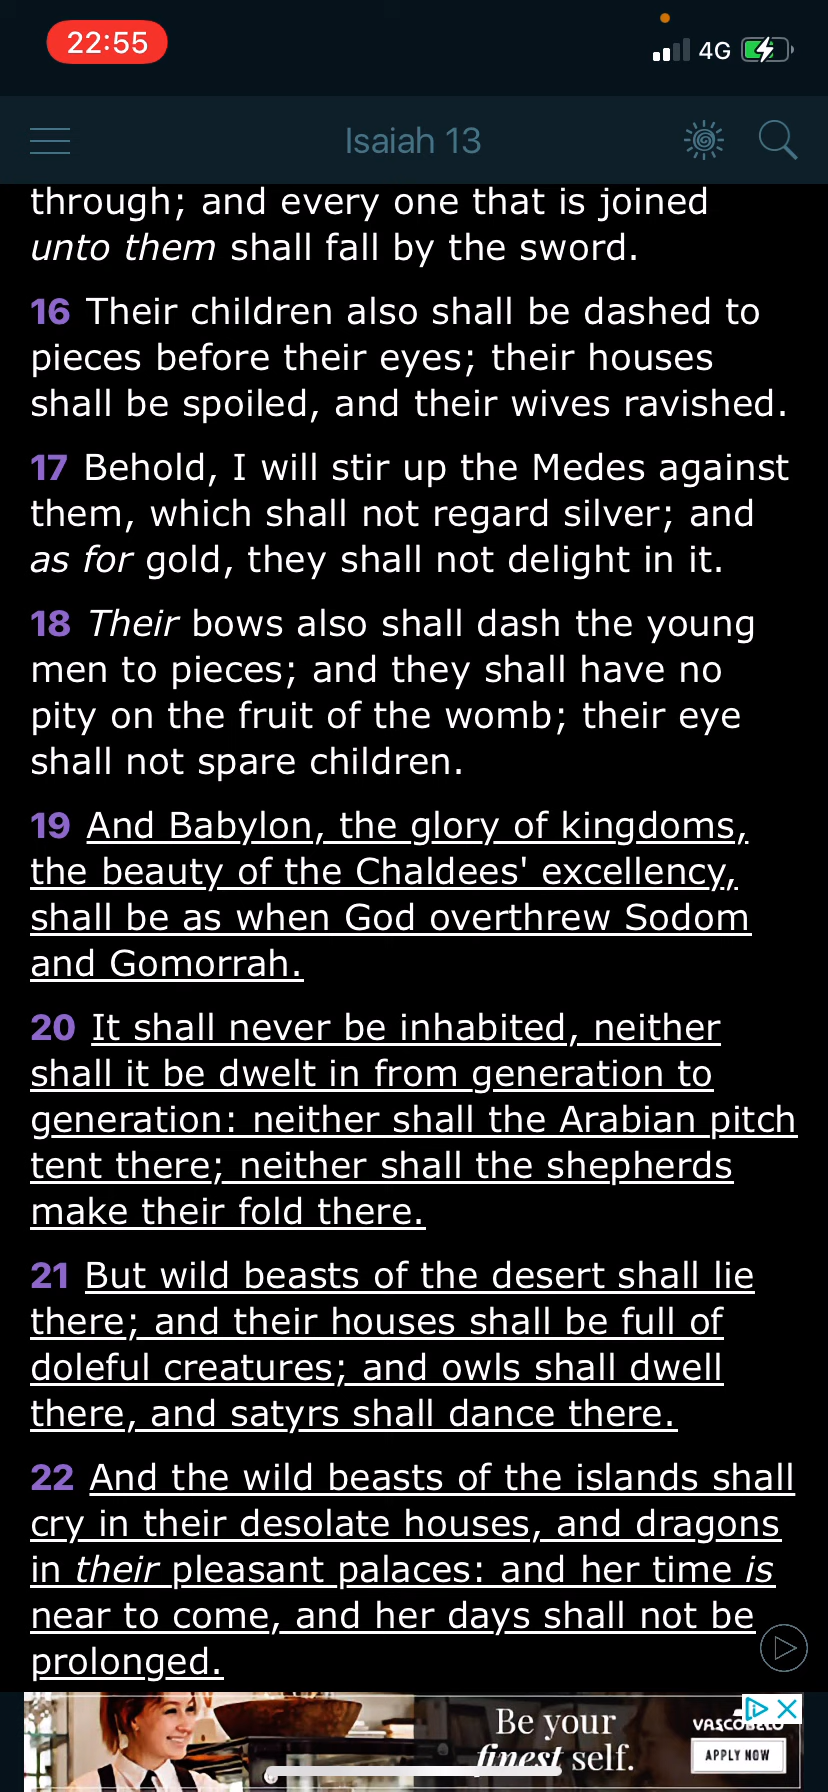 22:55
4G
Isaiah 13
through; and every one that is joined
unto them shall fall by the sword.
16 Their children also shall be dashed to
pieces before their eyes; their houses
shall be spoiled, and their wives ravished.
17 Behold, I will stir up the Medes against
them, which shall not regard silver; and
as for gold, they shall not delight in it.
18 Their bows also shall dash the young
men to pieces; and they shall have no
pity on the fruit of the womb; their eye
shall not spare children.
19 And Babylon, the glory of kingdoms,
the beauty of the Chaldees' excellency,
shall be as when God overthrew Sodom
and Gomorrah.
20 It shall never be inhabited, neither
shall it be dwelt in from generation to
generation: neither shall the Arabian pitch
tent there; neither shall the shepherds
make their fold there.
21 But wild beasts of the desert shall lie
there; and their houses shall be full of
doleful creatures; and owls shall dwell
there, and satyrs shall dance there.
22 And the wild beasts of the islands shall
cry in their desolate houses, and dragons
in their pleasant palaces: and her time is
near to come, and her days shall not be
prolonged.
Be your
finest self.
VASCOBELO
APPLY NOW